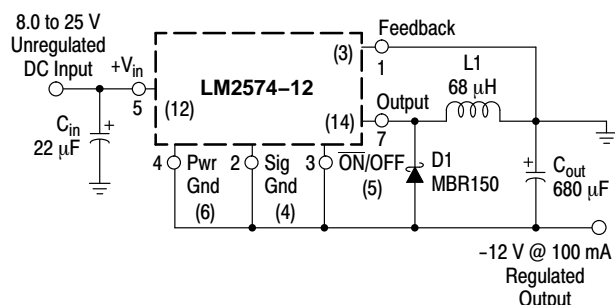 8.0 to 25 V
Unregulated
DC Input
+Vin
5
(12)
Cin
22 μF
+
LM2574–12
(3)
Feedback
1
(14)
Output
7
L1
68 μH
4
Pwr
Gnd
(6)
2
Sig
Gnd
(4)
3
ON/OFF
(5)
D1
MBR150
+
Cout
680 μF
–12 V @ 100 mA
Regulated
Output